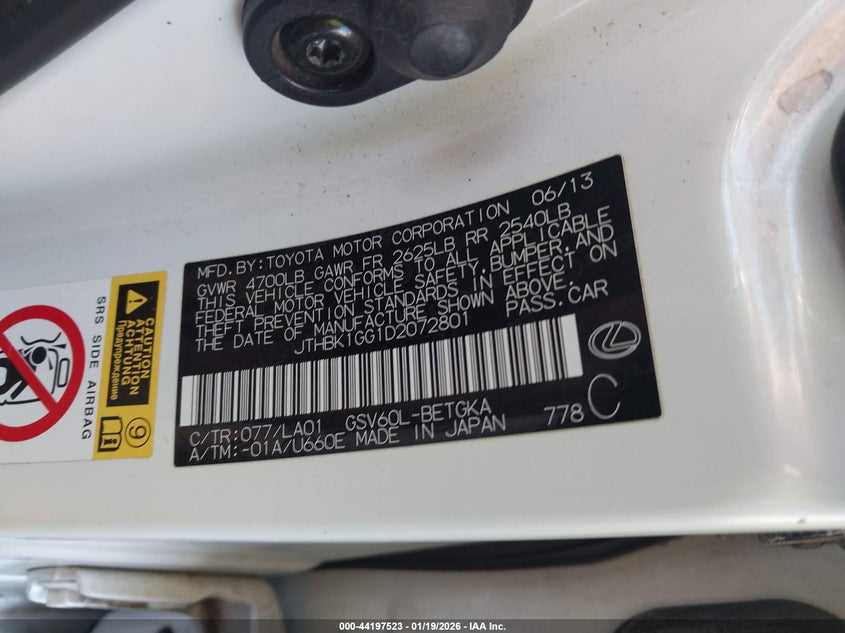 MFD.BY:TOYOTA MOTOR CORPORATION 06/13
GVWR 4700LB GAWR FR 2625LB RR 2540LB
THIS VEHICLE CONFORMS TO ALL APPLICABLE
FEDERAL MOTOR VEHICLE SAFETY,BUMPER,AND
THEFT PREVENTION STANDARDS IN EFFECT ON
THE DATE OF MANUFACTURE SHOWN ABOVE.
JTHBK1GG1D2072801 PASS.CAR
C/TR:077/LA01 GSV60L-BETGKA 778 C
A/TM:-01A/U660E MADE IN JAPAN
SRS SIDE AIRBAG
CAUTION
ATTENTION
ACHTUNG
Предупреждение
9
000-44197523 — 01/19/2026 — IAA Inc.